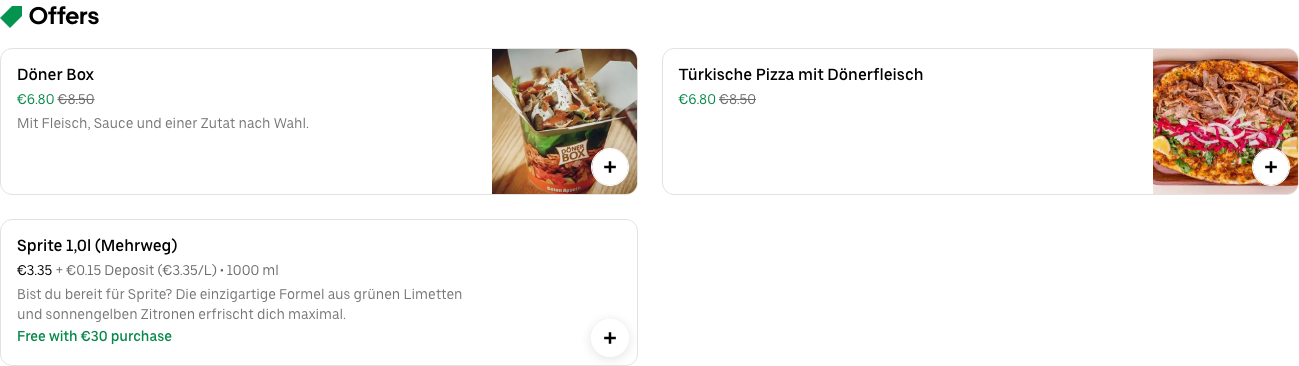 Offers
Döner Box
€6.80 €8.50
Mit Fleisch, Sauce und einer Zutat nach Wahl.
DÖNER
BOX
Türkische Pizza mit Dönerfleisch
€6.80 €8.50
Sprite 1,0l (Mehrweg)
€3.35 + €0.15 Deposit (€3.35/L) • 1000 ml
Bist du bereit für Sprite? Die einzigartige Formel aus grünen Limetten
und sonnengelben Zitronen erfrischt dich maximal.
Free with €30 purchase